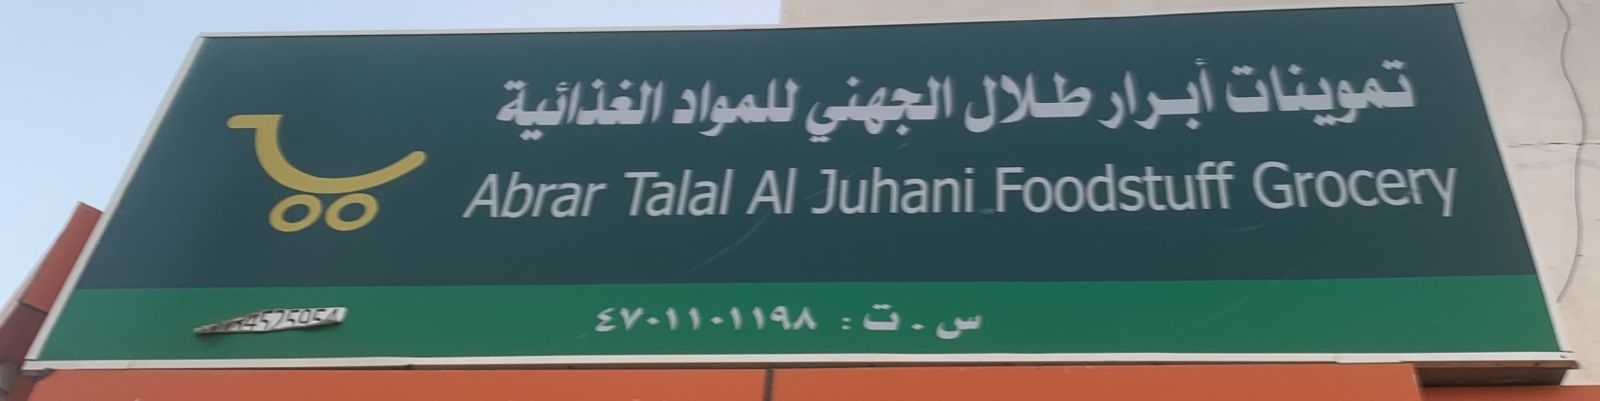 تموينات أبرار طلال الجهني للمواد الغذائية
Abrar Talal Al Juhani Foodstuff Grocery
س . ت : ٤٧٠١١٠١١٩٨